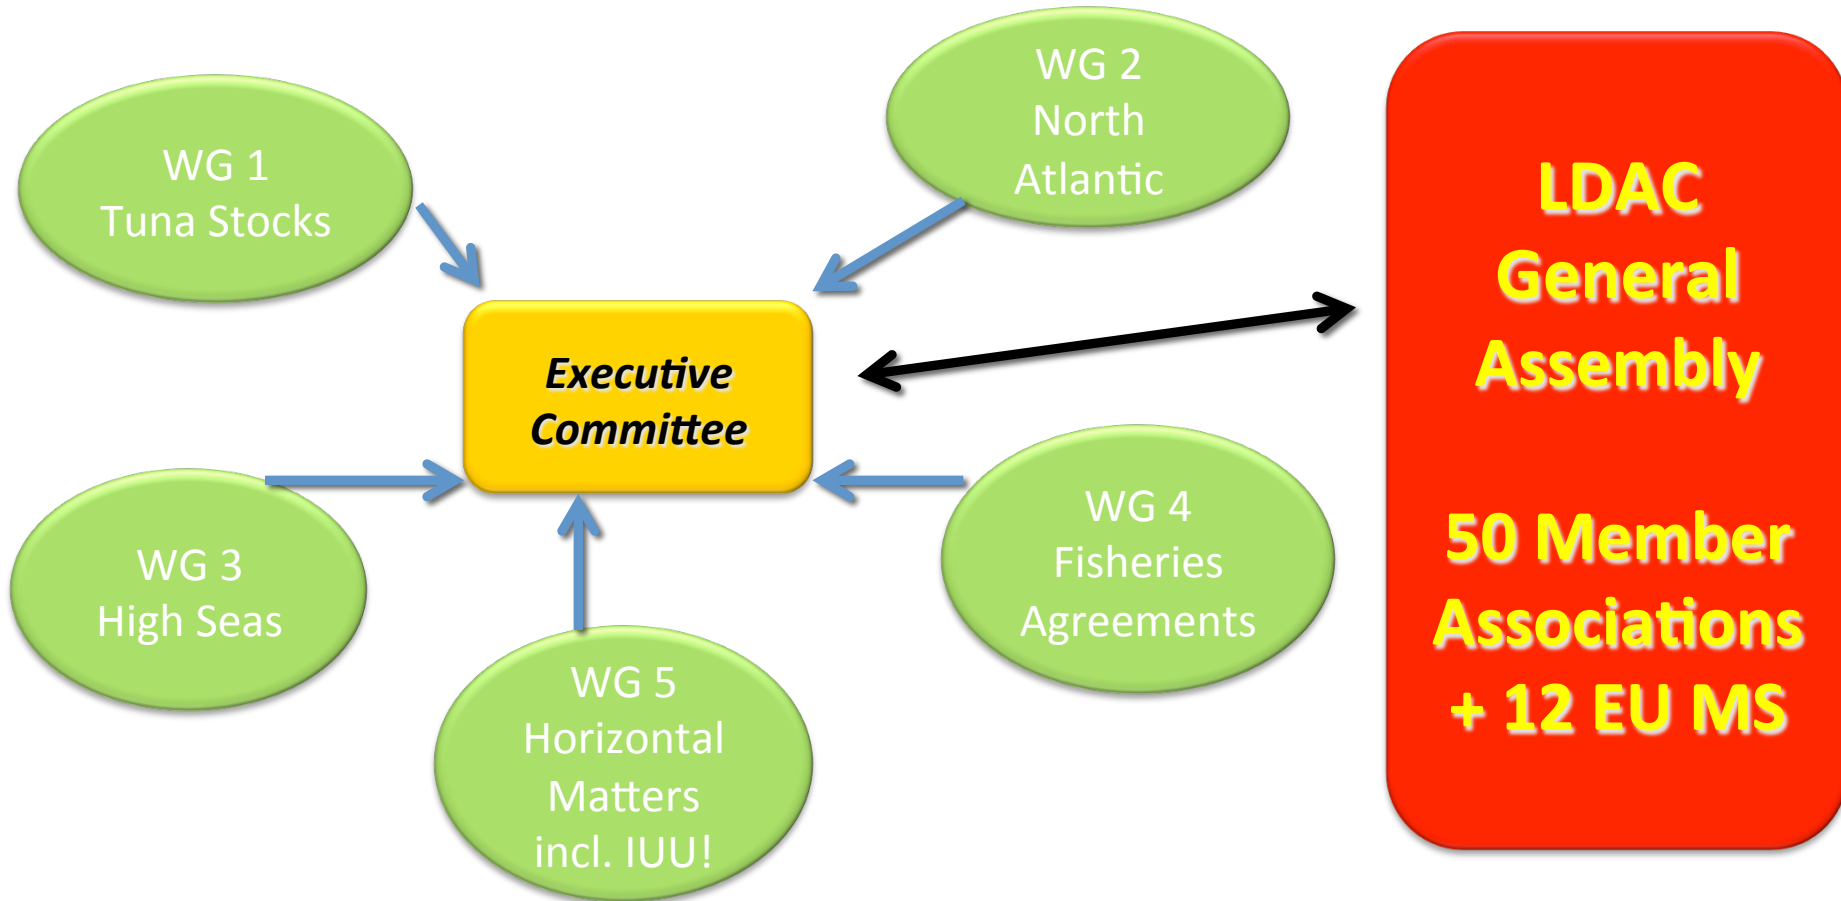 WG 1
Tuna Stocks
WG 2
North
Atlantic
Executive
Committee
WG 3
High Seas
WG 4
Fisheries
Agreements
WG 5
Horizontal
Matters
incl. IUU!
LDAC
General
Assembly
50 Member
Associations
+ 12 EU MS